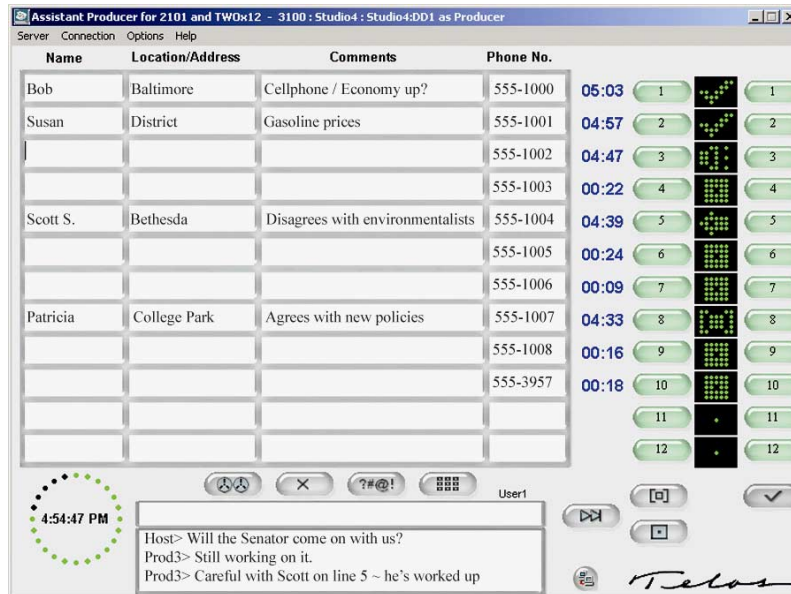 Assistant Producer for 2101 and TWOx12 - 3100 : Studio4 : Studio4:DD1 as Producer
Server Connection Options Help
Name Location/Address Comments Phone No.
Bob Baltimore Cellphone / Economy up? 555-1000 05:03 1 1
Susan District Gasoline prices 555-1001 04:57 2 2
555-1002 04:47 3 3
555-1003 00:22 4 4
Scott S. Bethesda Disagrees with environmentalists 555-1004 04:39 5 5
555-1005 00:24 6 6
555-1006 00:09 7 7
Patricia College Park Agrees with new policies 555-1007 04:33 8 8
555-1008 00:16 9 9
555-3957 00:18 10 10
11 11
12 12
?#@!
User1
4:54:47 PM
Host> Will the Senator come on with us?
Prod3> Still working on it.
Prod3> Careful with Scott on line 5 ~ he's worked up
Telos